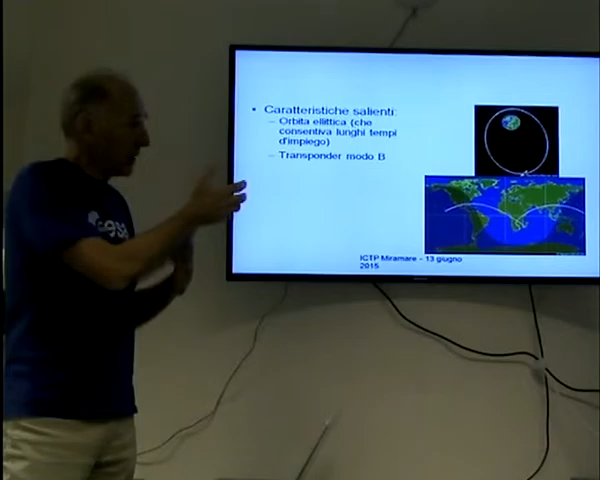 • Caratteristiche salienti:
– Orbita ellittica (che
consentiva lunghi tempi
d'impiego)
– Transponder modo B
ICTP Miramare - 13 giugno
2015
esa